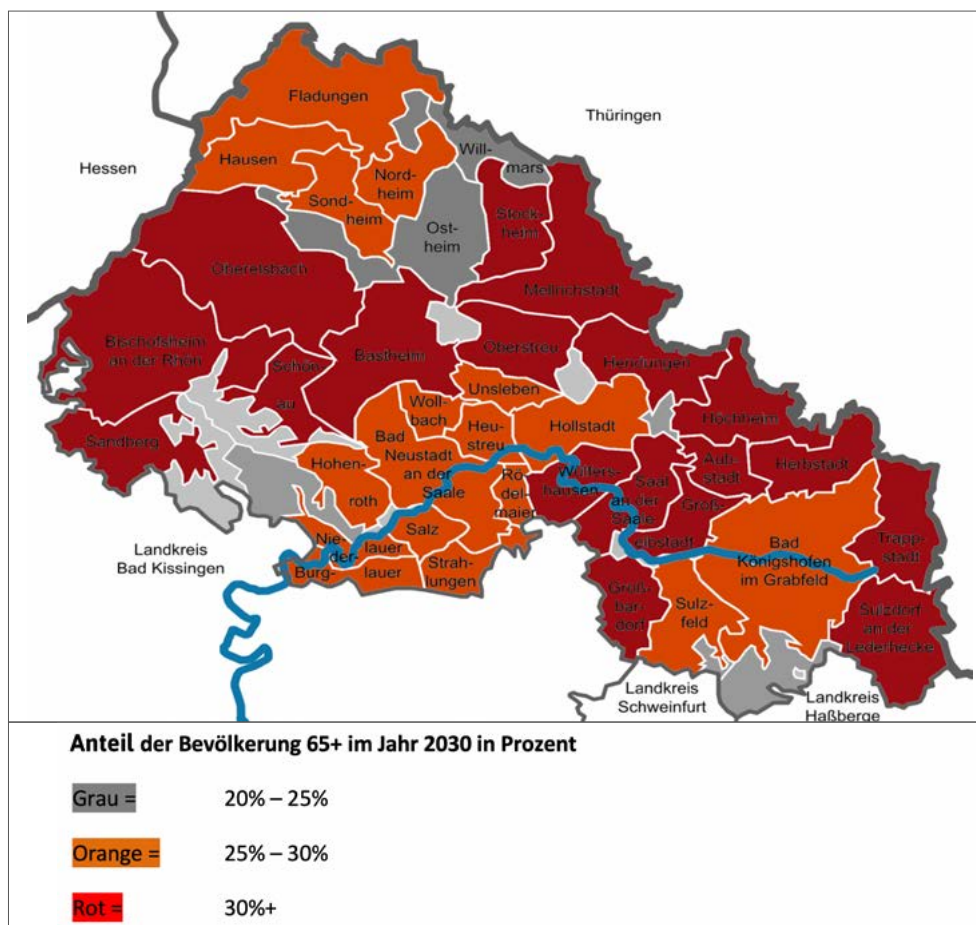 Fladungen
Thüringen
Will-
mars
Hessen
Hausen
Nord-
heim
Sond-
heim
Ost-
heim
Stock-
heim
Oberelsbach
Mellrichstadt
Bischofsheim
an der Rhön
Schön
au
Bastheim
Oberstreu
Hendungen
Unsleben
Woll-
bach
Heu-
streu
Hollstadt
Höchheim
Sandberg
Bad
Neustadt
an der
Saale
Hohen-
roth
Rö-
delmaier
Wülfers-
hausen
Saal
an der
Saale
Aub-
stadt
Herbstadt
Groß-
eibstadt
Salz
Nie-
der-
lauer
Burg-
lauer
Strah-
lungen
Bad
Königshofen
im Grabfeld
Trapp-
stadt
Landkreis
Bad Kissingen
Groß-
bar-
dorf
Sulz-
feld
Sulzdorf
an der
Lederhecke
Landkreis
Schweinfurt
Landkreis
Haßberge
Anteil der Bevölkerung 65+ im Jahr 2030 in Prozent
Grau = 20% – 25%
Orange = 25% – 30%
Rot = 30%+